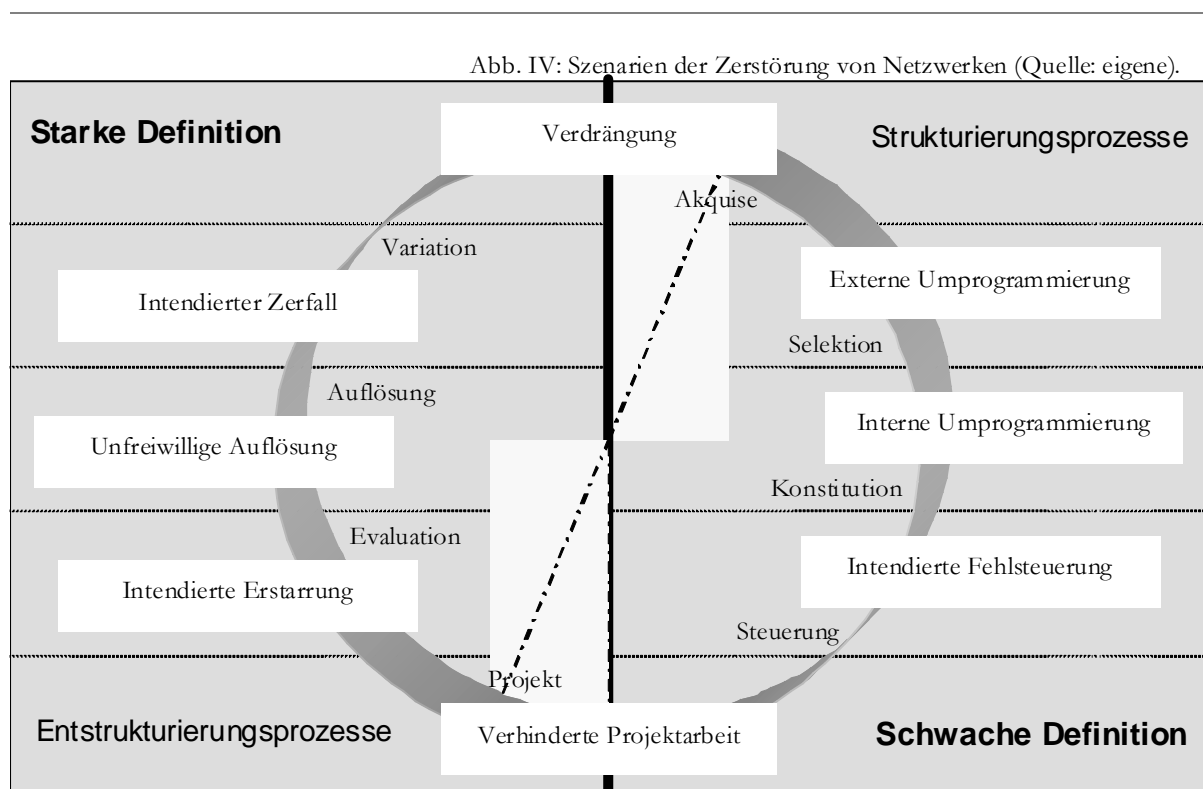 Abb. IV: Szenarien der Zerstörung von Netzwerken (Quelle: eigene).
Starke Definition
Verdrängung
Strukturierungsprozesse
Akquise
Variation
Externe Umprogrammierung
Intendierter Zerfall
Selektion
Auflösung
Interne Umprogrammierung
Unfreiwillige Auflösung
Konstitution
Evaluation
Intendierte Fehlsteuerung
Intendierte Erstarrung
Steuerung
Projekt
Entstrukturierungsprozesse
Verhinderte Projektarbeit
Schwache Definition